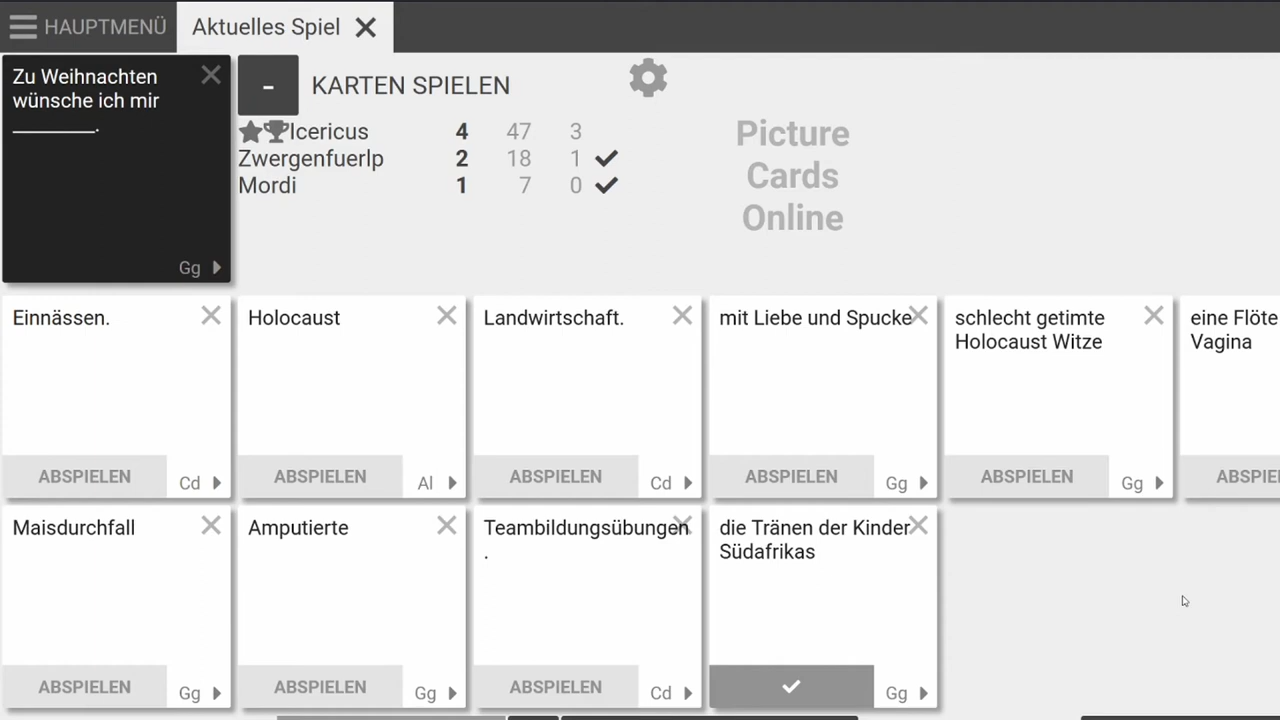 HAUPTMENÜ
Aktuelles Spiel
Zu Weihnachten
wünsche ich mir
________.
Gg
-
KARTEN SPIELEN
Icericus 4 47 3
Zwergenfuerlp 2 18 1
Mordi 1 7 0
Picture
Cards
Online
Einnässen.
ABSPIELEN
Cd
Holocaust
ABSPIELEN
Al
Landwirtschaft.
ABSPIELEN
Cd
mit Liebe und Spucke
ABSPIELEN
Gg
schlecht getimte
Holocaust Witze
ABSPIELEN
Gg
eine Flöte
Vagina
ABSPIE
Maisdurchfall
ABSPIELEN
Gg
Amputierte
ABSPIELEN
Gg
Teambildungsübungen
.
ABSPIELEN
Cd
die Tränen der Kinder
Südafrikas
Gg